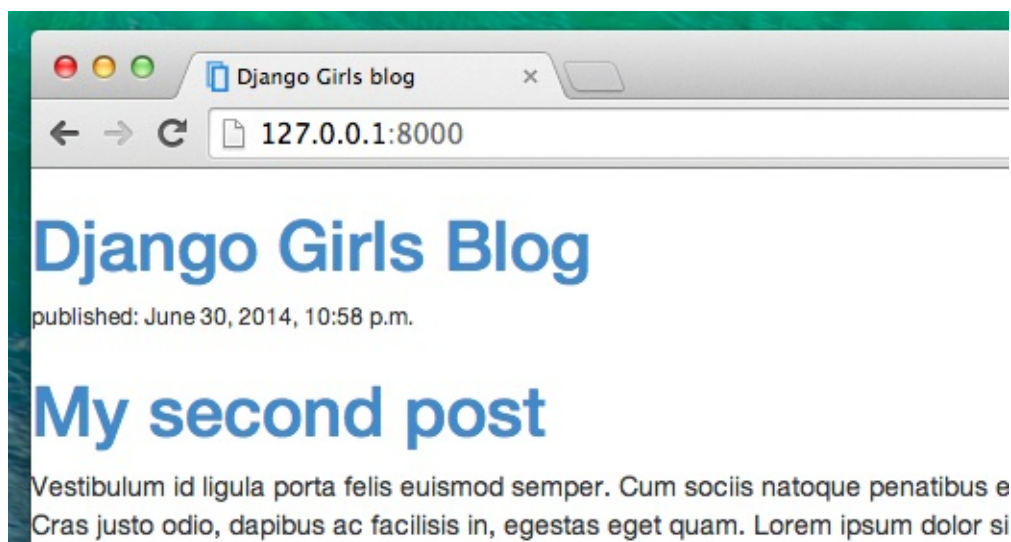 Django Girls blog
127.0.0.1:8000
Django Girls Blog
published: June 30, 2014, 10:58 p.m.
My second post
Vestibulum id ligula porta felis euismod semper. Cum sociis natoque penatibus e
Cras justo odio, dapibus ac facilisis in, egestas eget quam. Lorem ipsum dolor si